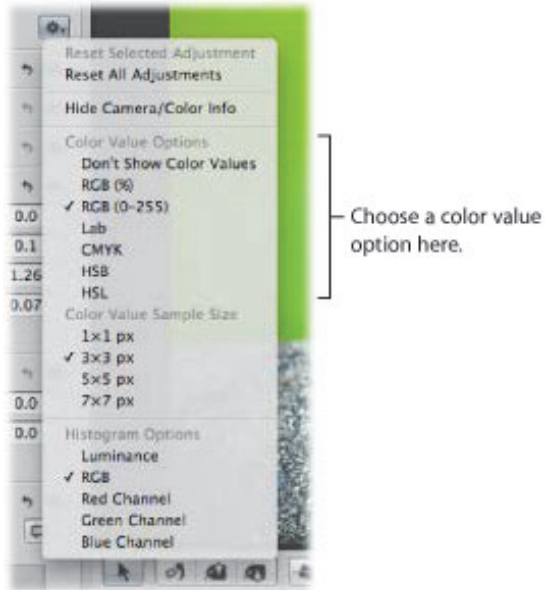 Reset Selected Adjustment
Reset All Adjustments
Hide Camera/Color Info
Color Value Options
Don't Show Color Values
RGB (%)
✓ RGB (0-255)
Lab
CMYK
HSB
HSL
Color Value Sample Size
1×1 px
✓ 3×3 px
5×5 px
7×7 px
Histogram Options
Luminance
✓ RGB
Red Channel
Green Channel
Blue Channel
0.0
0.1
1.26
0.07
0.0
0.0
Choose a color value
option here.